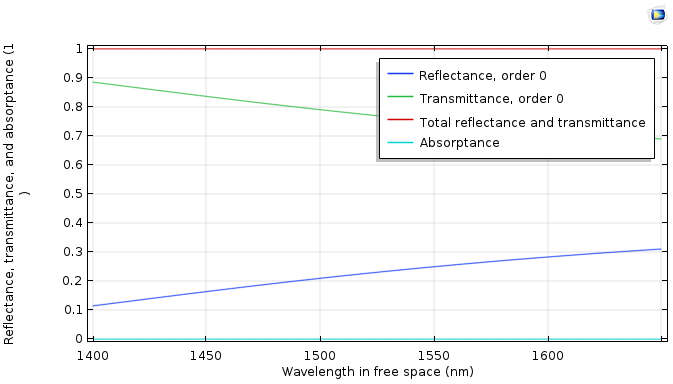 Reflectance, transmittance, and absorptance (1
)
1
0.9
0.8
0.7
0.6
0.5
0.4
0.3
0.2
0.1
0
Reflectance, order 0
Transmittance, order 0
Total reflectance and transmittance
Absorptance
1400 1450 1500 1550 1600
Wavelength in free space (nm)